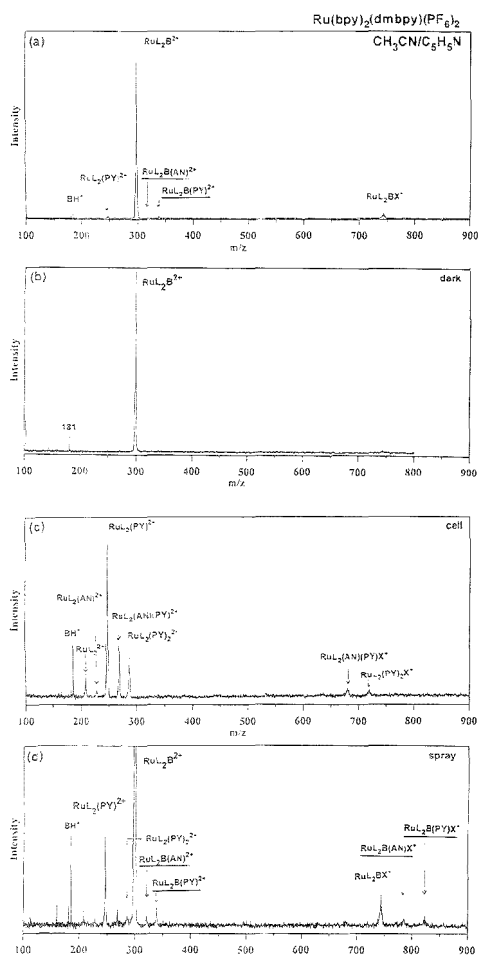 Ru(bpy)₂(dmbpy)(PF₆)₂
(a)
CH₃CN/C₅H₅N
RuL₂B²⁺
RuL₂(PY)²⁺
RuL₂B(AN)²⁺
BH⁺
RuL₂B(PY)²⁺
RuL₂BX⁺
Intensity
100 200 300 400 500 600 700 800 900
m/z
(b)
dark
RuL₂B²⁺
181
Intensity
100 200 300 400 500 600 700 800 900
m/z
(c)
cell
RuL₂(PY)²⁺
RuL₂(AN)²⁺
RuL₂(AN)(PY)²⁺
BH⁺
RuL₂²⁺
RuL₂(PY)₂²⁺
RuL₂(AN)(PY)X⁺
RuL₂(PY)₂X⁺
Intensity
100 200 300 400 500 600 700 800 900
m/z
(d)
spray
RuL₂B²⁺
RuL₂(PY)²⁺
BH⁺
RuL₂(PY)₂²⁺
RuL₂B(PY)X⁺
RuL₂B(AN)²⁺
RuL₂B(AN)X⁺
RuL₂B(PY)²⁺
RuL₂BX⁺
Intensity
100 200 300 400 500 600 700 800 900
m/z